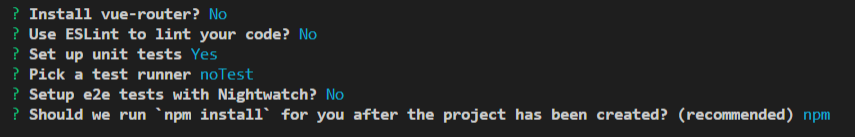 ? Install vue-router? No
? Use ESLint to lint your code? No
? Set up unit tests Yes
? Pick a test runner noTest
? Setup e2e tests with Nightwatch? No
? Should we run `npm install` for you after the project has been created? (recommended) npm